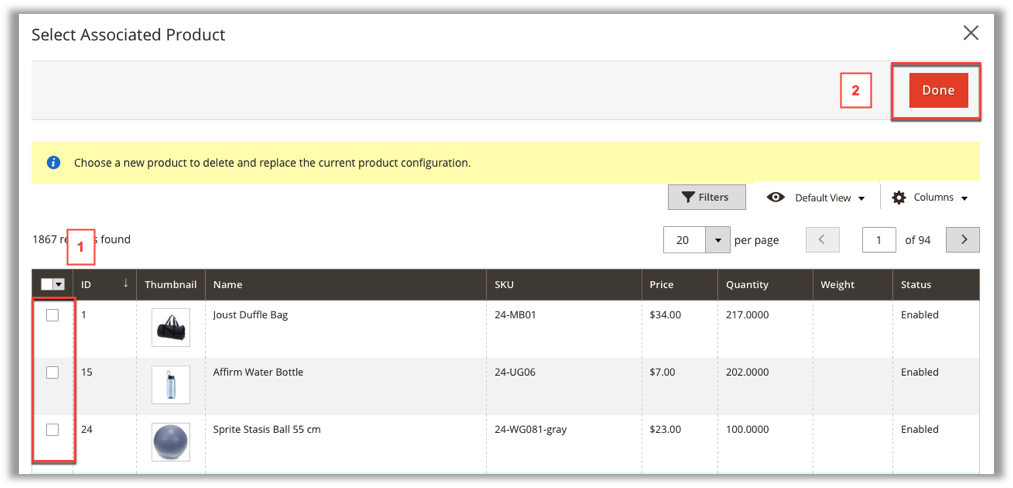 Select Associated Product
2
Done
Choose a new product to delete and replace the current product configuration.
Filters
Default View
Columns
1867 re s found
1
20 per page
1 of 94
ID ↓ Thumbnail Name SKU Price Quantity Weight Status
1 Joust Duffle Bag 24-MB01 $34.00 217.0000 Enabled
15 Affirm Water Bottle 24-UG06 $7.00 202.0000 Enabled
24 Sprite Stasis Ball 55 cm 24-WG081-gray $23.00 100.0000 Enabled